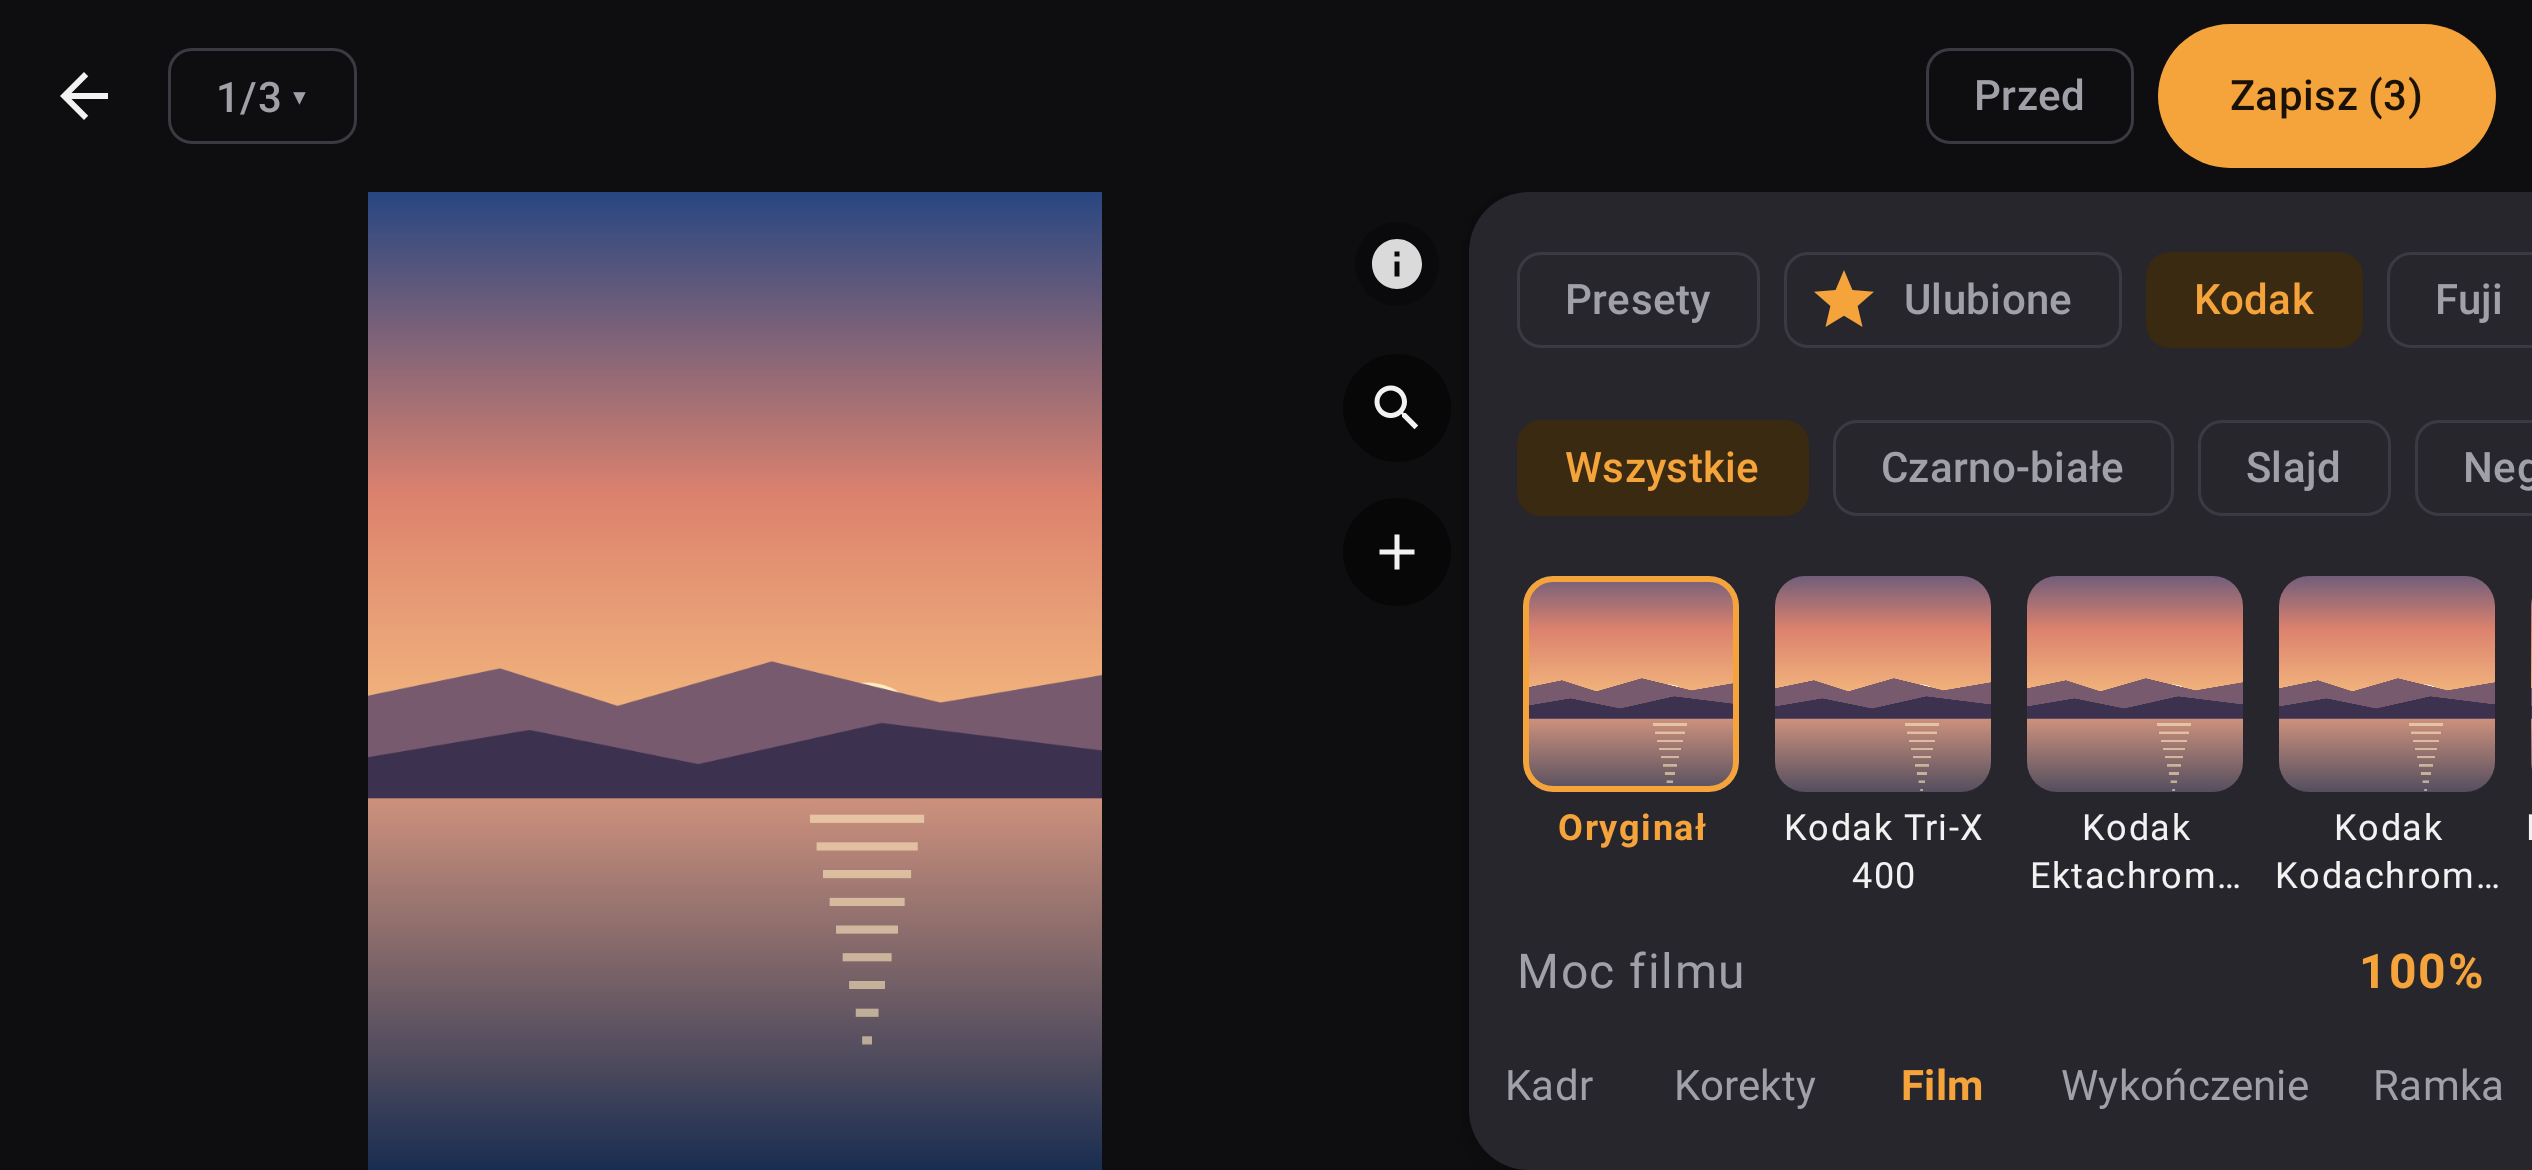 1/3
Przed
Zapisz (3)
Presety
Ulubione
Kodak
Fuji
Wszystkie
Czarno-białe
Slajd
Neg
Oryginał
Kodak Tri-X
400
Kodak
Ektachrom…
Kodak
Kodachrom…
Moc filmu
100%
Kadr
Korekty
Film
Wykończenie
Ramka